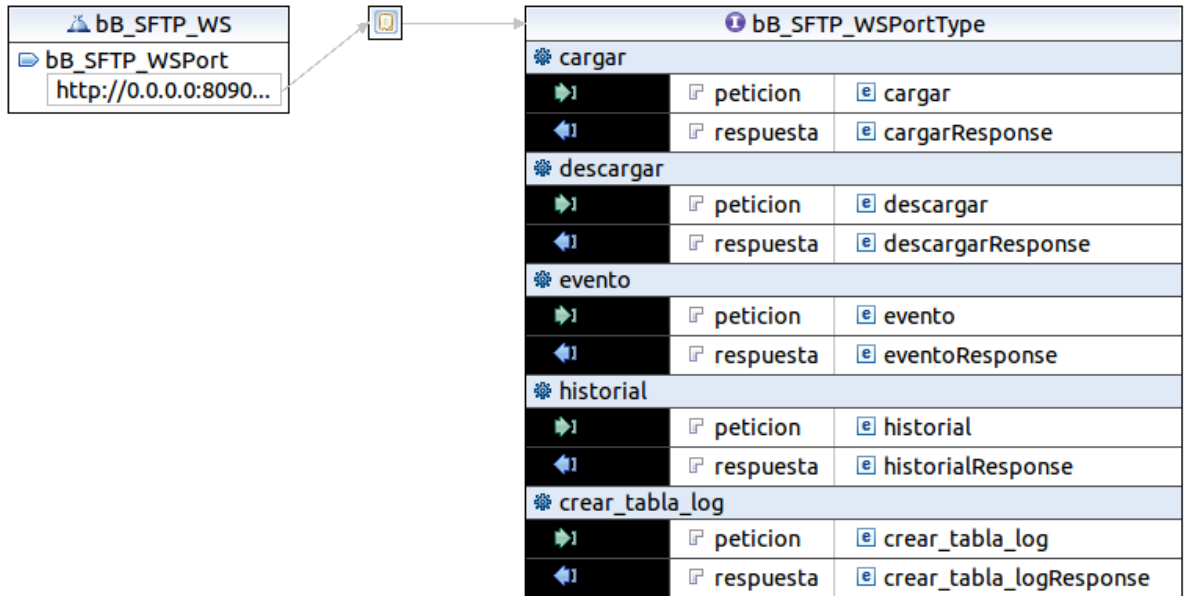 bB_SFTP_WS
bB_SFTP_WSPort
http://0.0.0.0:8090...
bB_SFTP_WSPortType
cargar
peticion cargar
respuesta cargarResponse
descargar
peticion descargar
respuesta descargarResponse
evento
peticion evento
respuesta eventoResponse
historial
peticion historial
respuesta historialResponse
crear_tabla_log
peticion crear_tabla_log
respuesta crear_tabla_logResponse